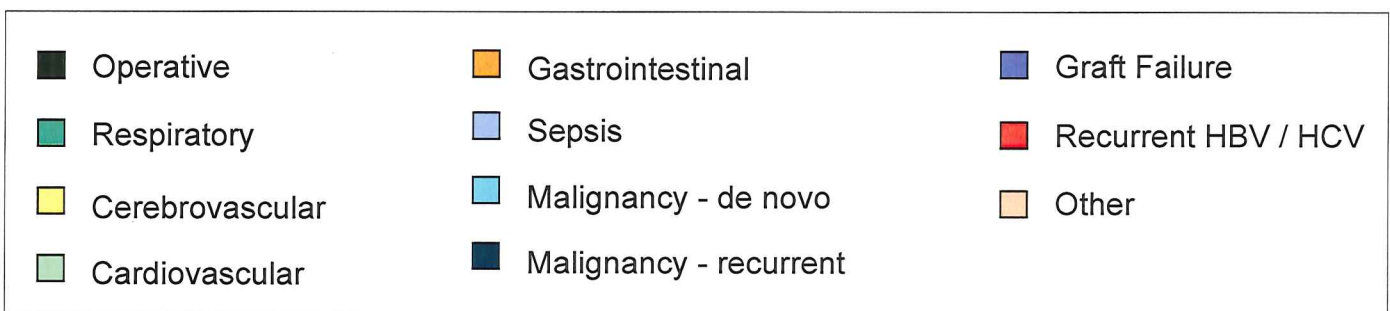 Operative
Respiratory
Cerebrovascular
Cardiovascular
Gastrointestinal
Sepsis
Malignancy - de novo
Malignancy - recurrent
Graft Failure
Recurrent HBV / HCV
Other